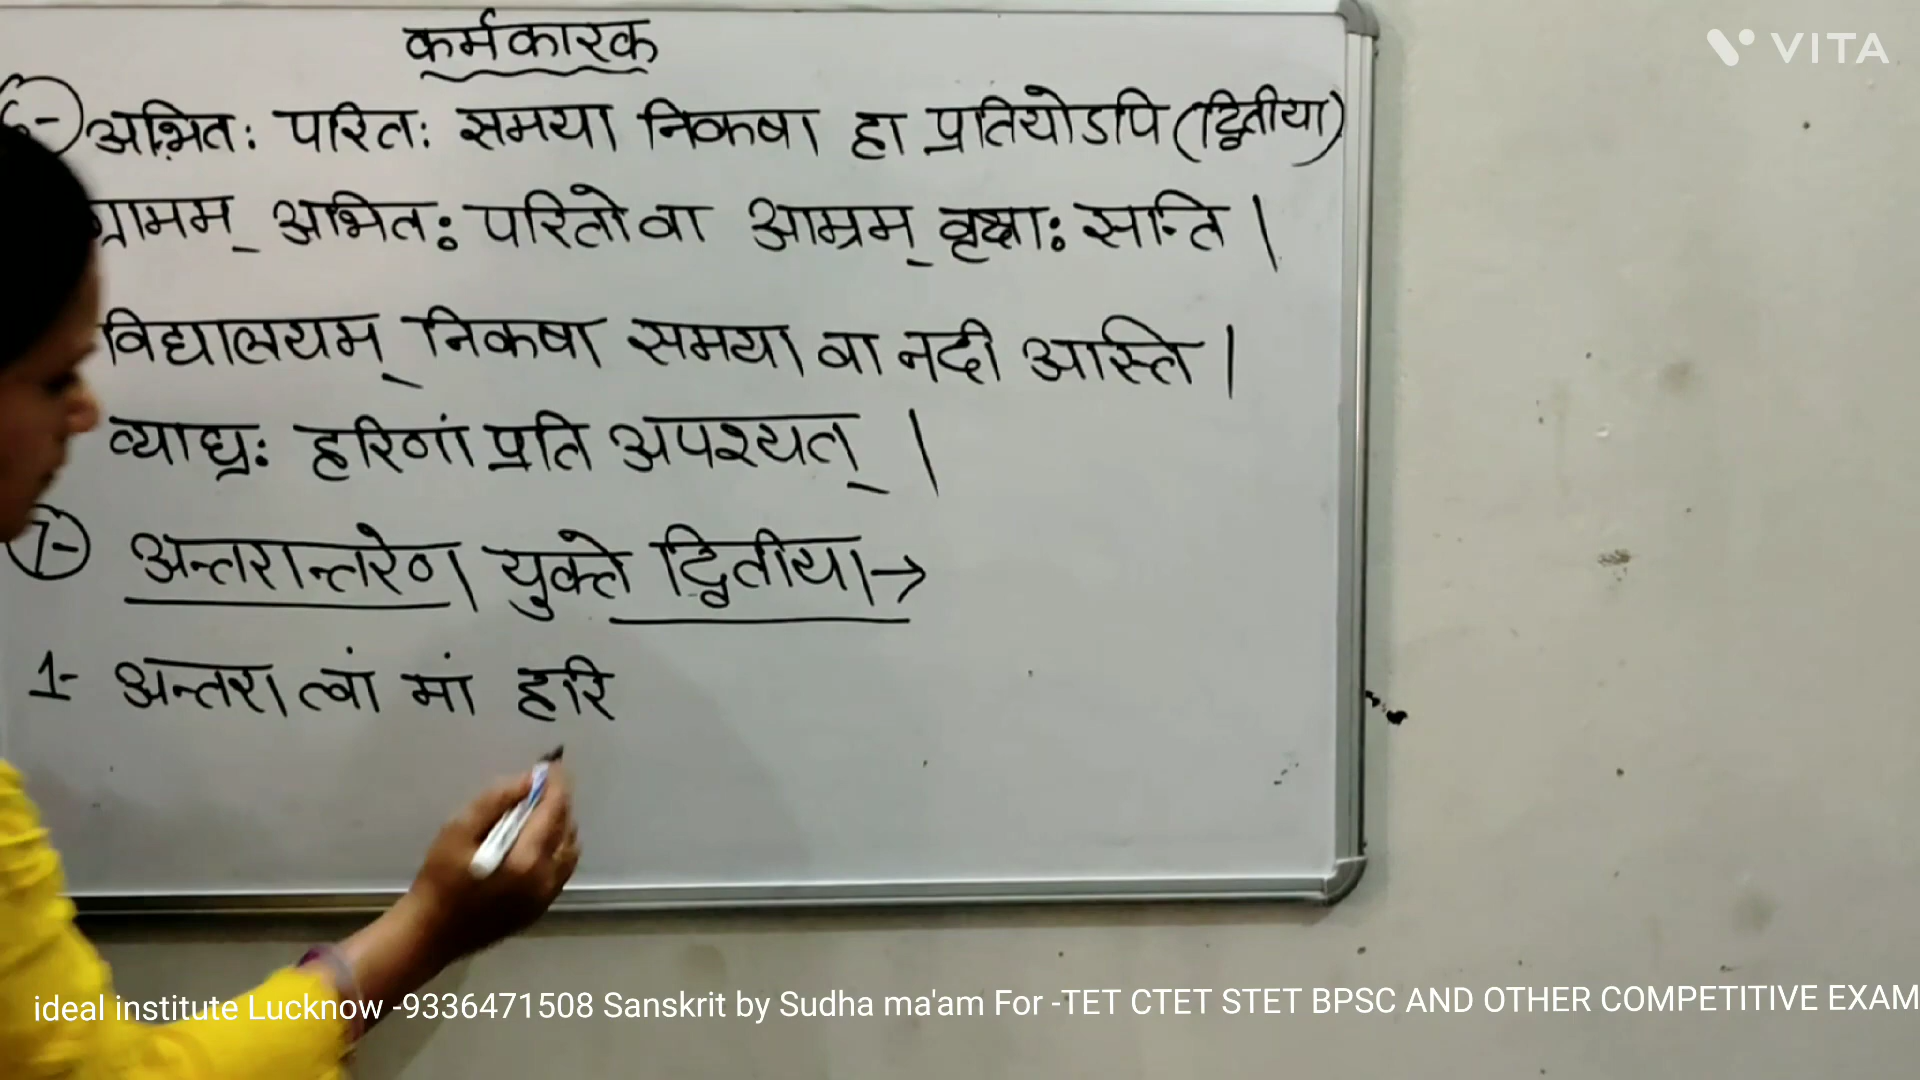 कर्मकारक
VITA
6- अभितः परितः समया निकषा हा प्रतियोऽपि (द्वितीया)
ग्रामम् अभितः परितो वा आम्रम् वृक्षाः सन्ति |
विद्यालयम् निकषा समया वा नदी अस्ति |
व्याघ्रः हरिणां प्रति अपश्यत् |
7- अन्तरान्तरेण युक्ते द्वितीया→
1- अन्तरा त्वां मां हरि
ideal institute Lucknow -9336471508 Sanskrit by Sudha ma'am For -TET CTET STET BPSC AND OTHER COMPETITIVE EXAM